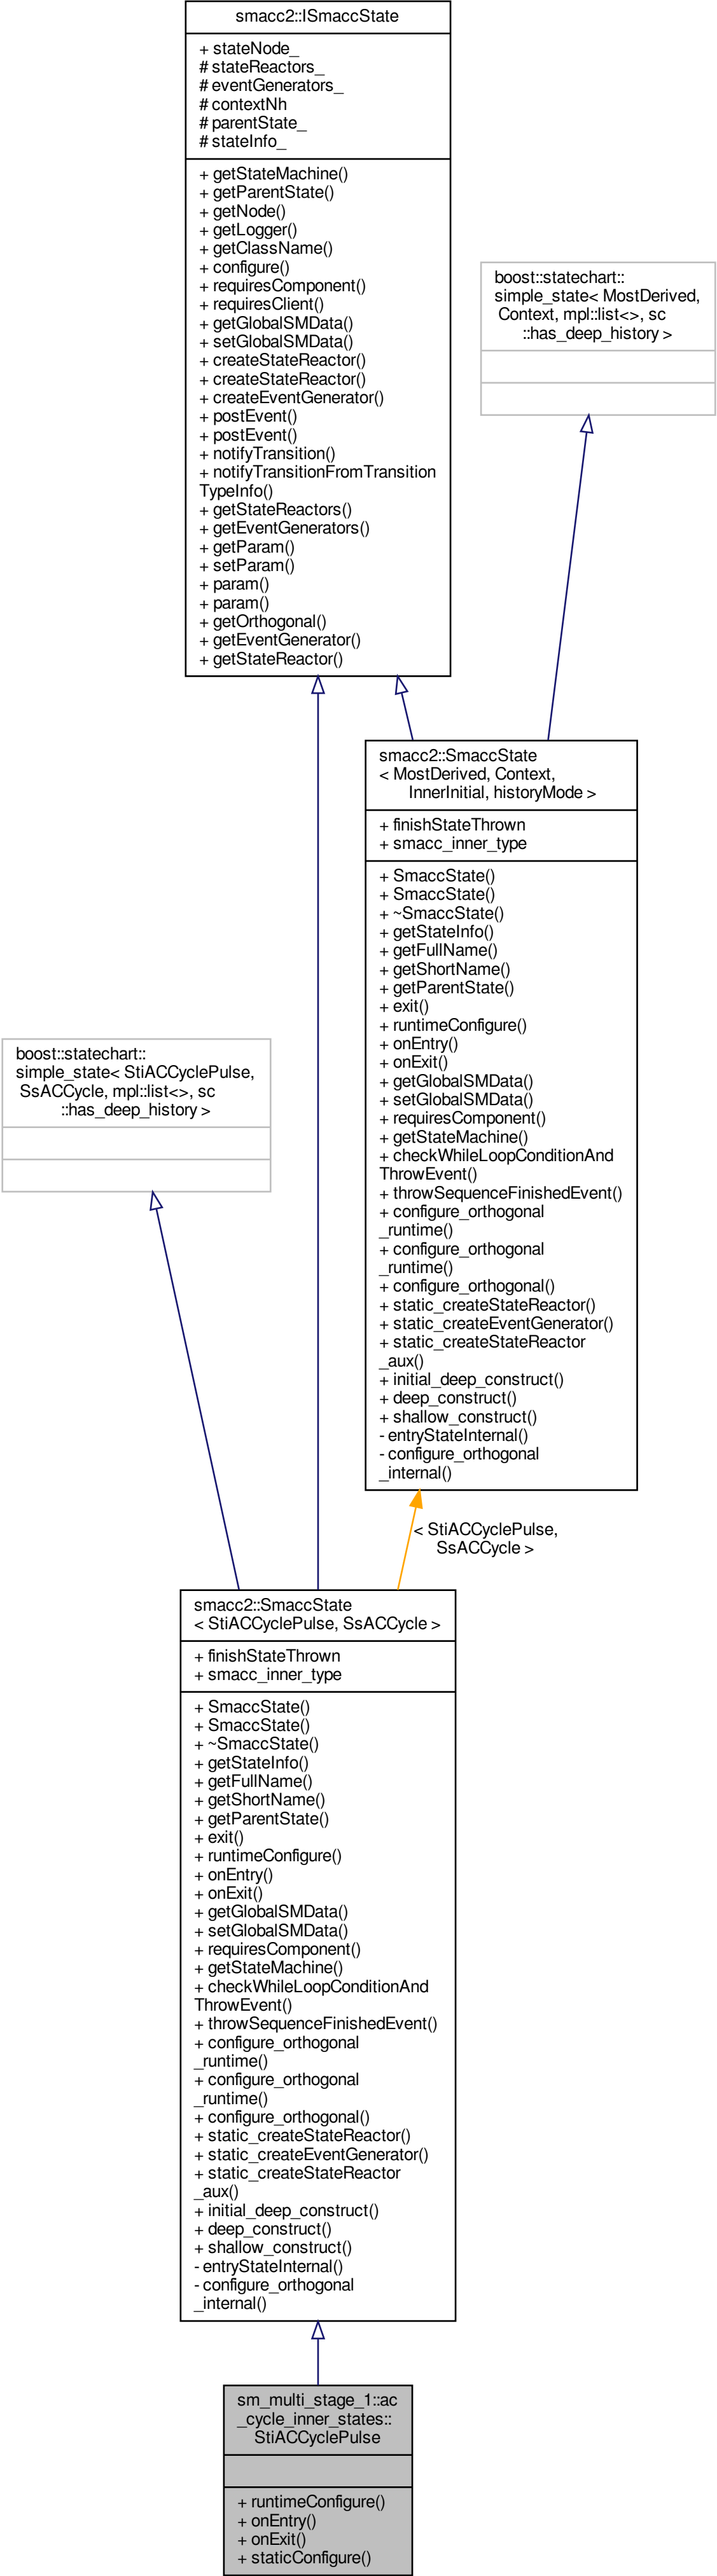 smacc2::ISmaccState
+ stateNode_
# stateReactors_
# eventGenerators_
# contextNh
# parentState_
# stateInfo_
+ getStateMachine()
+ getParentState()
+ getNode()
+ getLogger()
+ getClassName()
+ configure()
+ requiresComponent()
+ requiresClient()
+ getGlobalSMData()
+ setGlobalSMData()
+ createStateReactor()
+ createStateReactor()
+ createEventGenerator()
+ postEvent()
+ postEvent()
+ notifyTransition()
+ notifyTransitionFromTransition
TypeInfo()
+ getStateReactors()
+ getEventGenerators()
+ getParam()
+ setParam()
+ param()
+ param()
+ getOrthogonal()
+ getEventGenerator()
+ getStateReactor()
boost::statechart::
simple_state< MostDerived,
Context, mpl::list<>, sc
::has_deep_history >
smacc2::SmaccState
< MostDerived, Context,
InnerInitial, historyMode >
+ finishStateThrown
+ smacc_inner_type
+ SmaccState()
+ SmaccState()
+ ~SmaccState()
+ getStateInfo()
+ getFullName()
+ getShortName()
+ getParentState()
+ exit()
+ runtimeConfigure()
+ onEntry()
+ onExit()
+ getGlobalSMData()
+ setGlobalSMData()
+ requiresComponent()
+ getStateMachine()
+ checkWhileLoopConditionAnd
ThrowEvent()
+ throwSequenceFinishedEvent()
+ configure_orthogonal
_runtime()
+ configure_orthogonal
_runtime()
+ configure_orthogonal()
+ static_createStateReactor()
+ static_createEventGenerator()
+ static_createStateReactor
_aux()
+ initial_deep_construct()
+ deep_construct()
+ shallow_construct()
- entryStateInternal()
- configure_orthogonal
_internal()
boost::statechart::
simple_state< StiACCyclePulse,
SsACCycle, mpl::list<>, sc
::has_deep_history >
< StiACCyclePulse,
SsACCycle >
smacc2::SmaccState
< StiACCyclePulse, SsACCycle >
+ finishStateThrown
+ smacc_inner_type
+ SmaccState()
+ SmaccState()
+ ~SmaccState()
+ getStateInfo()
+ getFullName()
+ getShortName()
+ getParentState()
+ exit()
+ runtimeConfigure()
+ onEntry()
+ onExit()
+ getGlobalSMData()
+ setGlobalSMData()
+ requiresComponent()
+ getStateMachine()
+ checkWhileLoopConditionAnd
ThrowEvent()
+ throwSequenceFinishedEvent()
+ configure_orthogonal
_runtime()
+ configure_orthogonal
_runtime()
+ configure_orthogonal()
+ static_createStateReactor()
+ static_createEventGenerator()
+ static_createStateReactor
_aux()
+ initial_deep_construct()
+ deep_construct()
+ shallow_construct()
- entryStateInternal()
- configure_orthogonal
_internal()
sm_multi_stage_1::ac
_cycle_inner_states::
StiACCyclePulse
+ runtimeConfigure()
+ onEntry()
+ onExit()
+ staticConfigure()